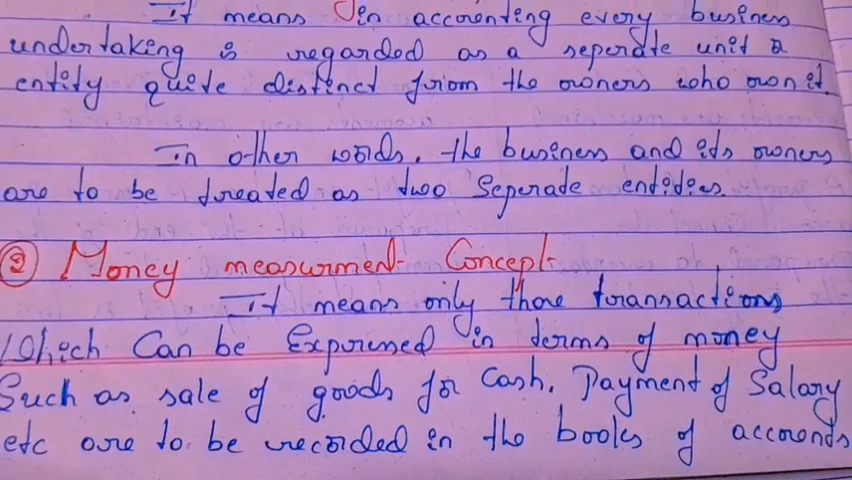 It means in accounting every business
undertaking is regarded as a seperate unit &
entity quite distinct from the owners who own it.
In other words, the business and its owners
are to be treated as two Seperate entities.
② Money measurment Concept-
It means only those transactions
Which Can be Expressed in terms of money
Such as sale of goods for Cash, Payment of Salary
etc are to be recorded in the books of accounts